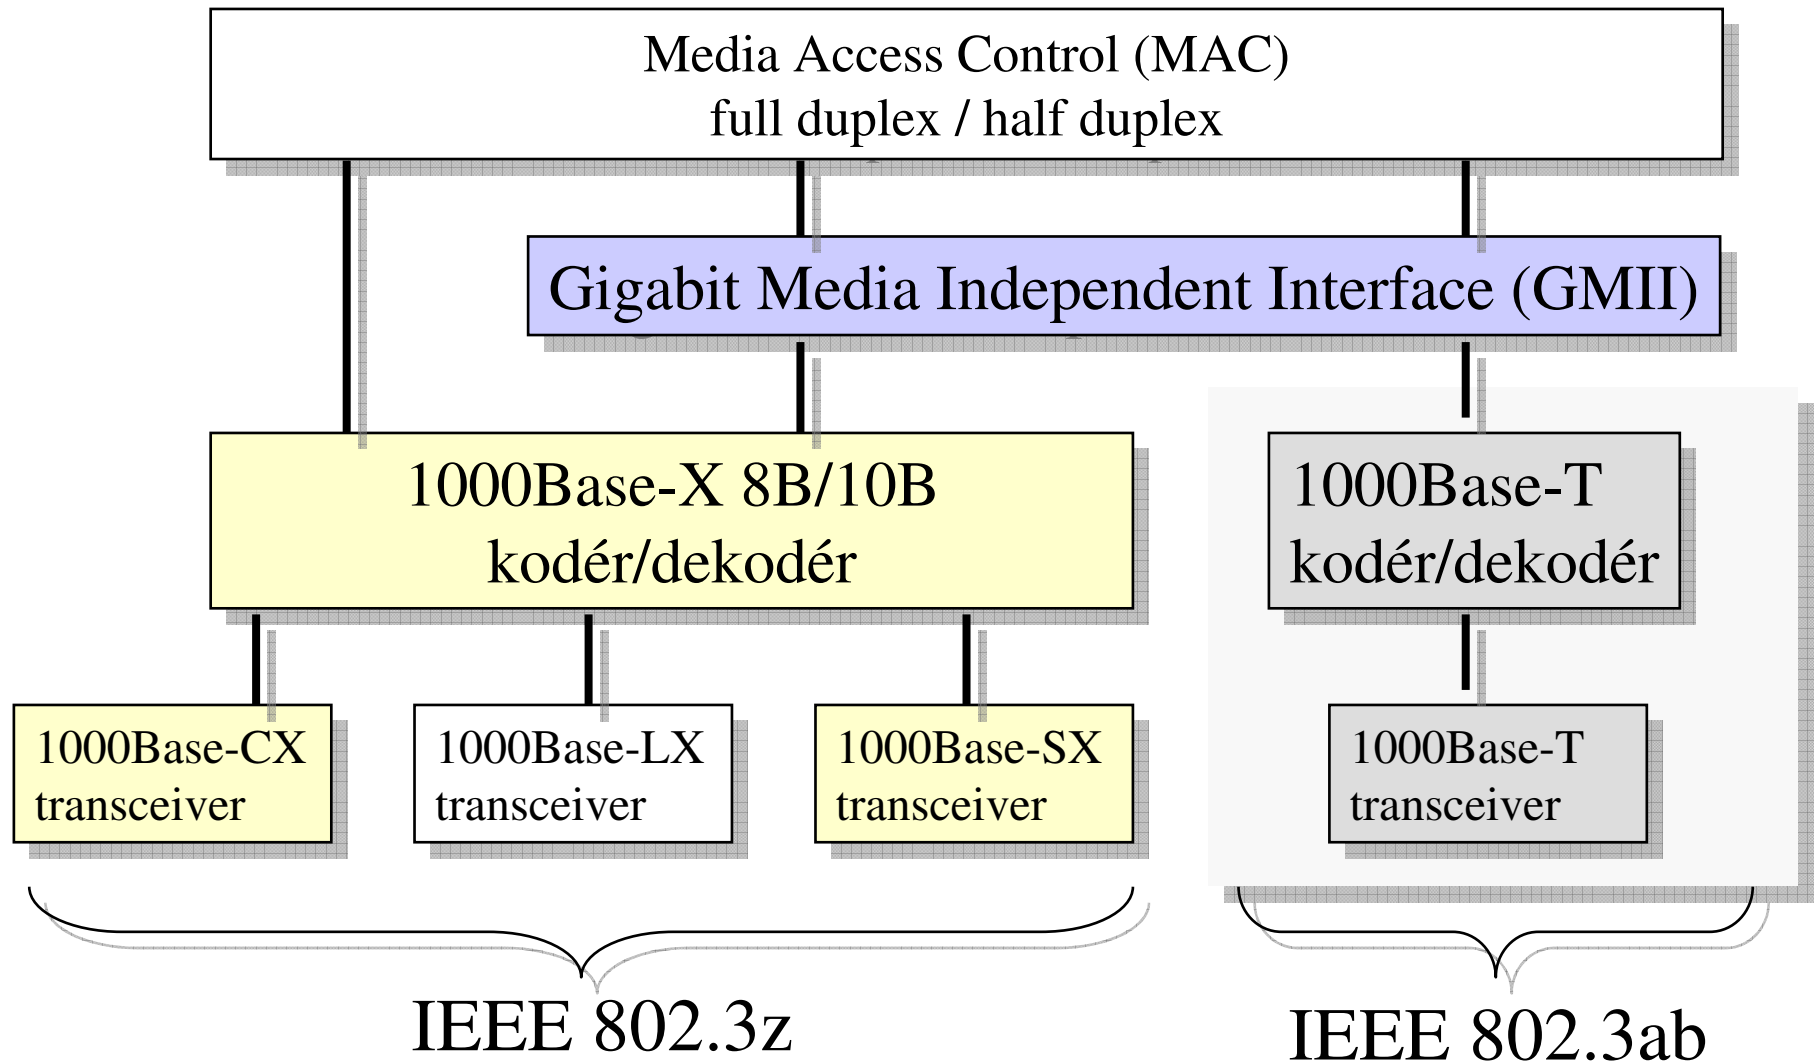 Media Access Control (MAC)
full duplex / half duplex
Gigabit Media Independent Interface (GMII)
1000Base-X 8B/10B
kodér/dekodér
1000Base-T
kodér/dekodér
1000Base-CX
transceiver
1000Base-LX
transceiver
1000Base-SX
transceiver
1000Base-T
transceiver
IEEE 802.3z
IEEE 802.3ab